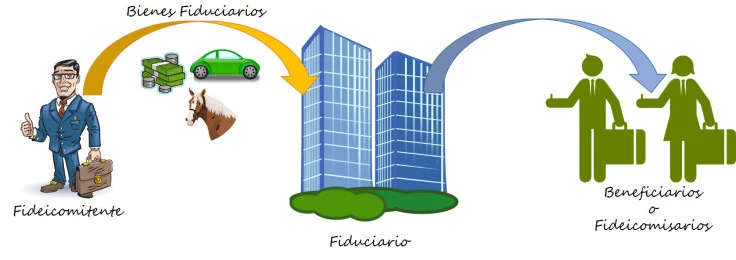 Bienes Fiduciarios
Fideicomitente
Fiduciario
Beneficiarios
o
Fideicomisarios